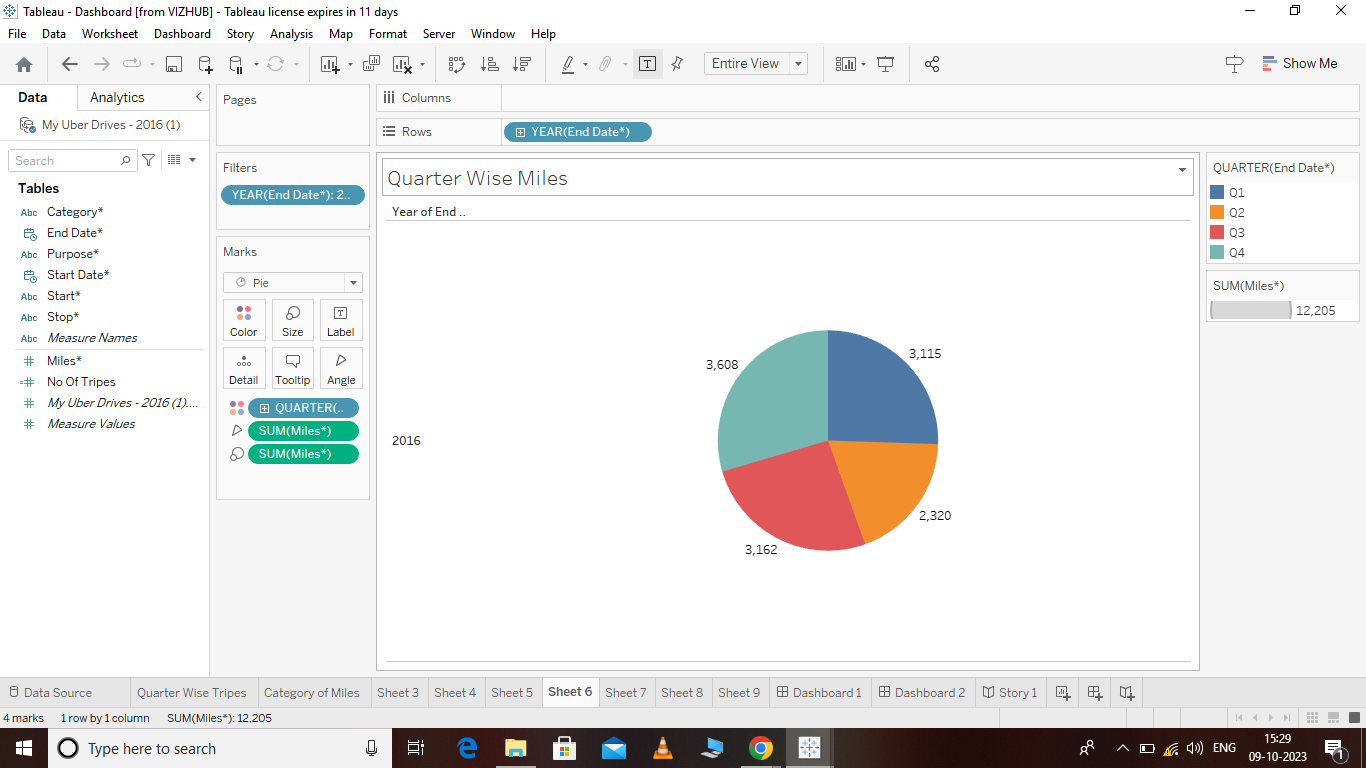 Tableau - Dashboard [from VIZHUB] - Tableau license expires in 11 days
File Data Worksheet Dashboard Story Analysis Map Format Server Window Help
Entire View
Show Me
Data Analytics
My Uber Drives - 2016 (1)
Search
Tables
Abc Category*
End Date*
Abc Purpose*
Start Date*
Abc Start*
Abc Stop*
Abc Measure Names
# Miles*
=# No Of Tripes
# My Uber Drives - 2016 (1)....
# Measure Values
Pages
Filters
YEAR(End Date*): 2..
Marks
Pie
Color Size Label
Detail Tooltip Angle
QUARTER(..
SUM(Miles*)
SUM(Miles*)
Columns
Rows YEAR(End Date*)
Quarter Wise Miles
Year of End ..
2016
3,608
3,115
2,320
3,162
QUARTER(End Date*)
Q1
Q2
Q3
Q4
SUM(Miles*)
12,205
Data Source Quarter Wise Tripes Category of Miles Sheet 3 Sheet 4 Sheet 5 Sheet 6 Sheet 7 Sheet 8 Sheet 9 Dashboard 1 Dashboard 2 Story 1
4 marks 1 row by 1 column SUM(Miles*): 12,205
Type here to search
ENG
15:29
09-10-2023
1